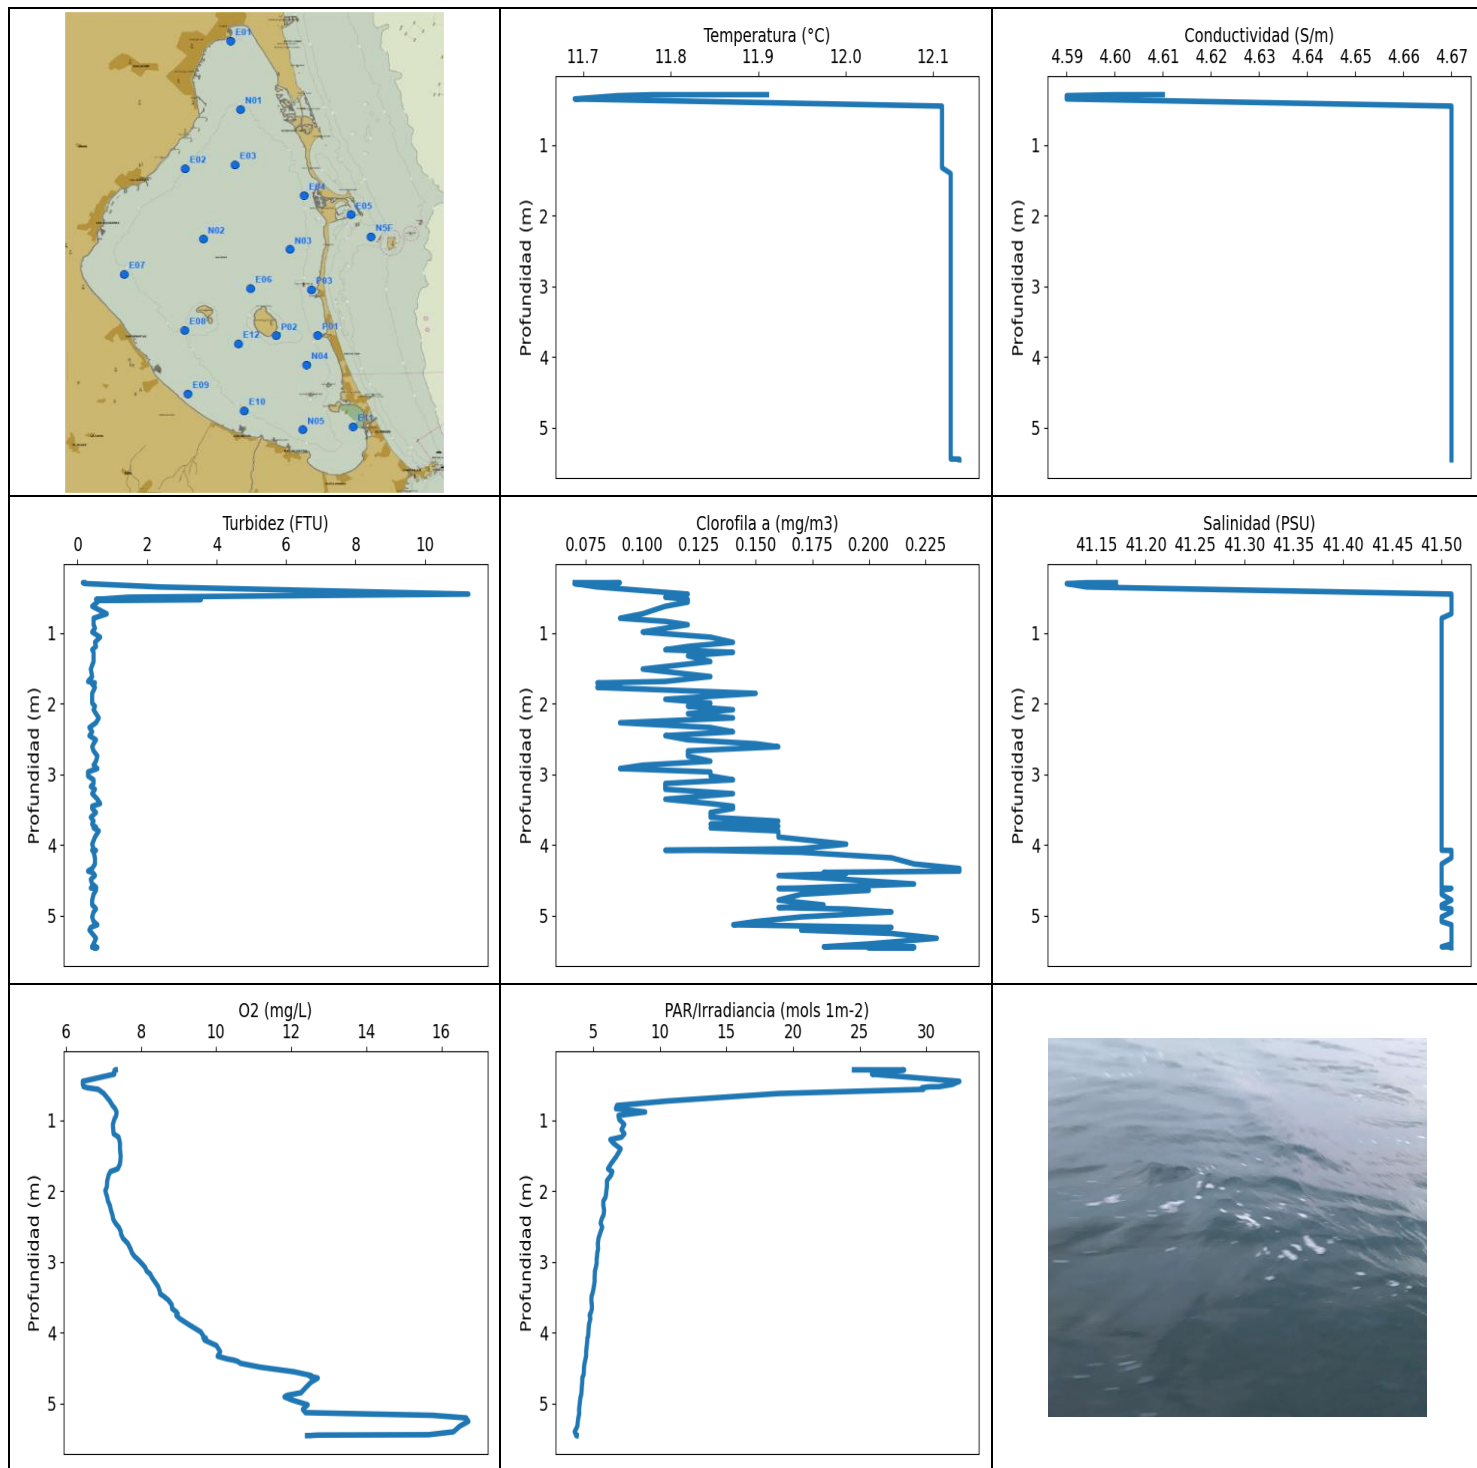 E01
N01
E02
E03
E04
E05
N5F
N02
N03
E07
E06
P03
E08
P02
P01
E12
N04
E09
E10
N05
E11
Temperatura (°C)
11.7 11.8 11.9 12.0 12.1
Profundidad (m)
1
2
3
4
5
Conductividad (S/m)
4.59 4.60 4.61 4.62 4.63 4.64 4.65 4.66 4.67
Profundidad (m)
1
2
3
4
5
Turbidez (FTU)
0 2 4 6 8 10
Profundidad (m)
1
2
3
4
5
Clorofila a (mg/m3)
0.075 0.100 0.125 0.150 0.175 0.200 0.225
Profundidad (m)
1
2
3
4
5
Salinidad (PSU)
41.15 41.20 41.25 41.30 41.35 41.40 41.45 41.50
Profundidad (m)
1
2
3
4
5
O2 (mg/L)
6 8 10 12 14 16
Profundidad (m)
1
2
3
4
5
PAR/Irradiancia (mols 1m-2)
5 10 15 20 25 30
Profundidad (m)
1
2
3
4
5